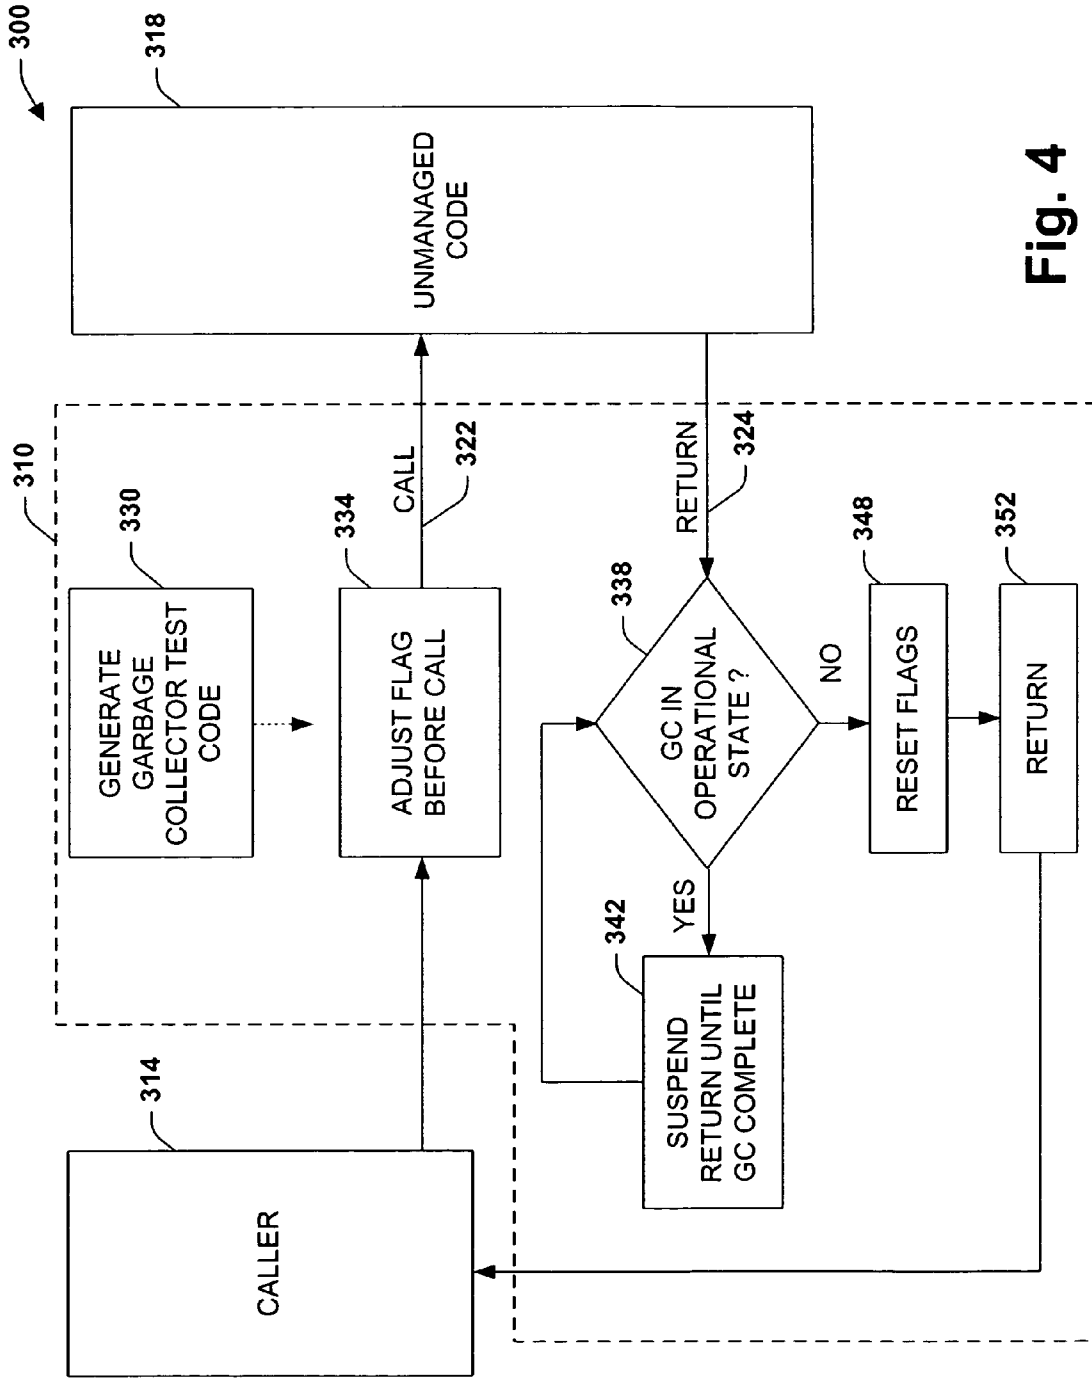 300
310
314
CALLER
330
GENERATE
GARBAGE
COLLECTOR TEST
CODE
334
ADJUST FLAG
BEFORE CALL
CALL
322
318
UNMANAGED
CODE
RETURN
324
338
GC IN
OPERATIONAL
STATE ?
YES
342
SUSPEND
RETURN UNTIL
GC COMPLETE
NO
348
RESET FLAGS
352
RETURN
Fig. 4